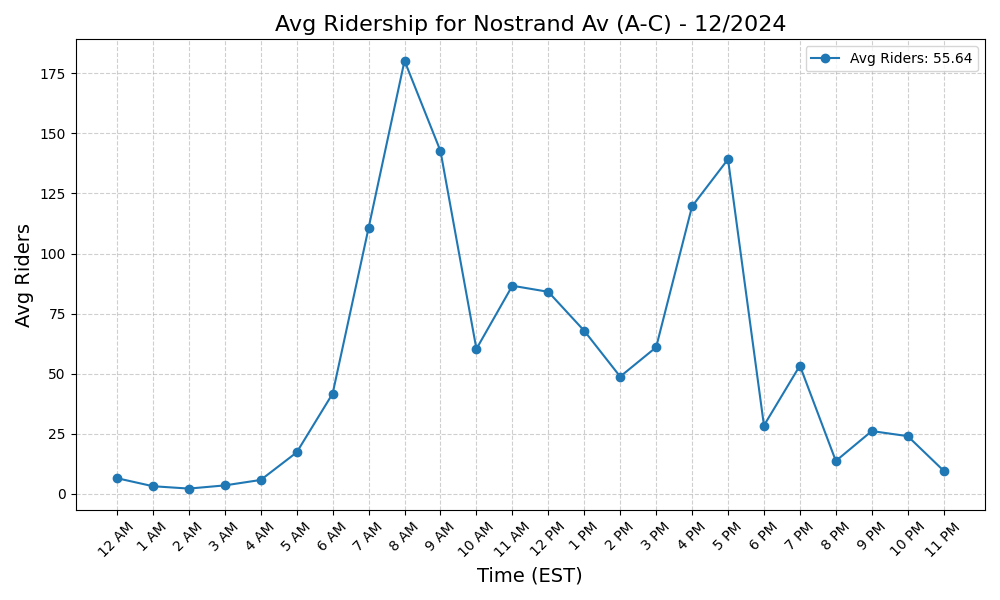 Avg Ridership for Nostrand Av (A-C) - 12/2024
Avg Riders: 55.64
Avg Riders
175
150
125
100
75
50
25
0
12 AM
1 AM
2 AM
3 AM
4 AM
5 AM
6 AM
7 AM
8 AM
9 AM
10 AM
11 AM
12 PM
1 PM
2 PM
3 PM
4 PM
5 PM
6 PM
7 PM
8 PM
9 PM
10 PM
11 PM
Time (EST)